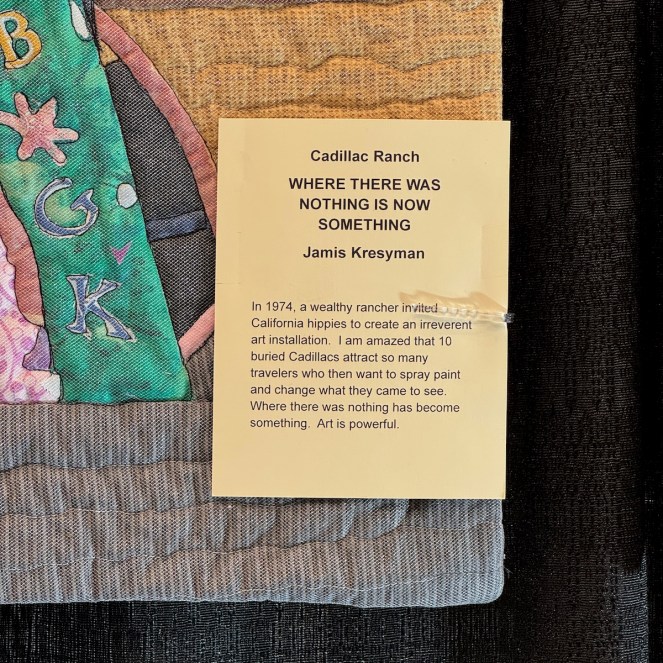 B
G
K
Cadillac Ranch
WHERE THERE WAS
NOTHING IS NOW
SOMETHING
Jamis Kresyman
In 1974, a wealthy rancher invited
California hippies to create an irreverent
art installation.  I am amazed that 10
buried Cadillacs attract so many
travelers who then want to spray paint
and change what they came to see.
Where there was nothing has become
something.  Art is powerful.